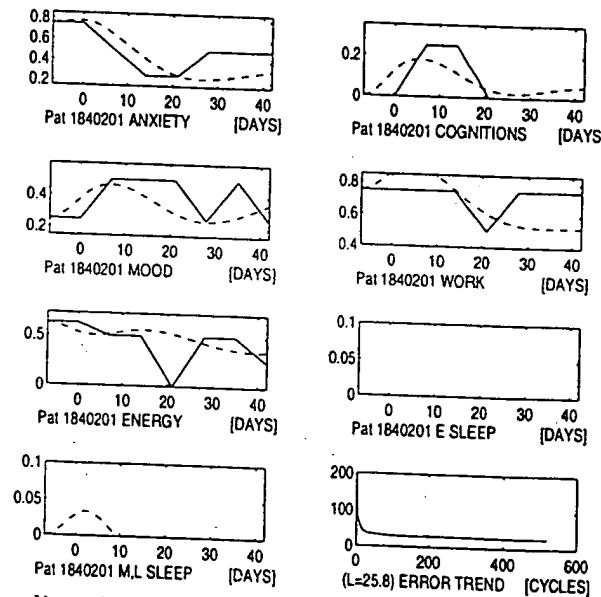 0.8
0.6
0.4
0.2
0 10 20 30 40
Pat 1840201 ANXIETY [DAYS]
0.2
0
0 10 20 30 40
Pat 1840201 COGNITIONS [DAYS
0.4
0.2
0 10 20 30 40
Pat 1840201 MOOD [DAYS]
0.8
0.6
0.4
0 10 20 30 40
Pat 1840201 WORK [DAYS]
0.5
0
0 10 20 30 40
Pat 1840201 ENERGY [DAYS]
0.1
0.05
0
0 10 20 30 40
Pat 1840201 E SLEEP [DAYS]
0.1
0.05
0
0 10 20 30 40
Pat 1840201 M,L SLEEP [DAYS]
200
100
0
0 200 400 600
(L=25.8) ERROR TREND [CYCLES]